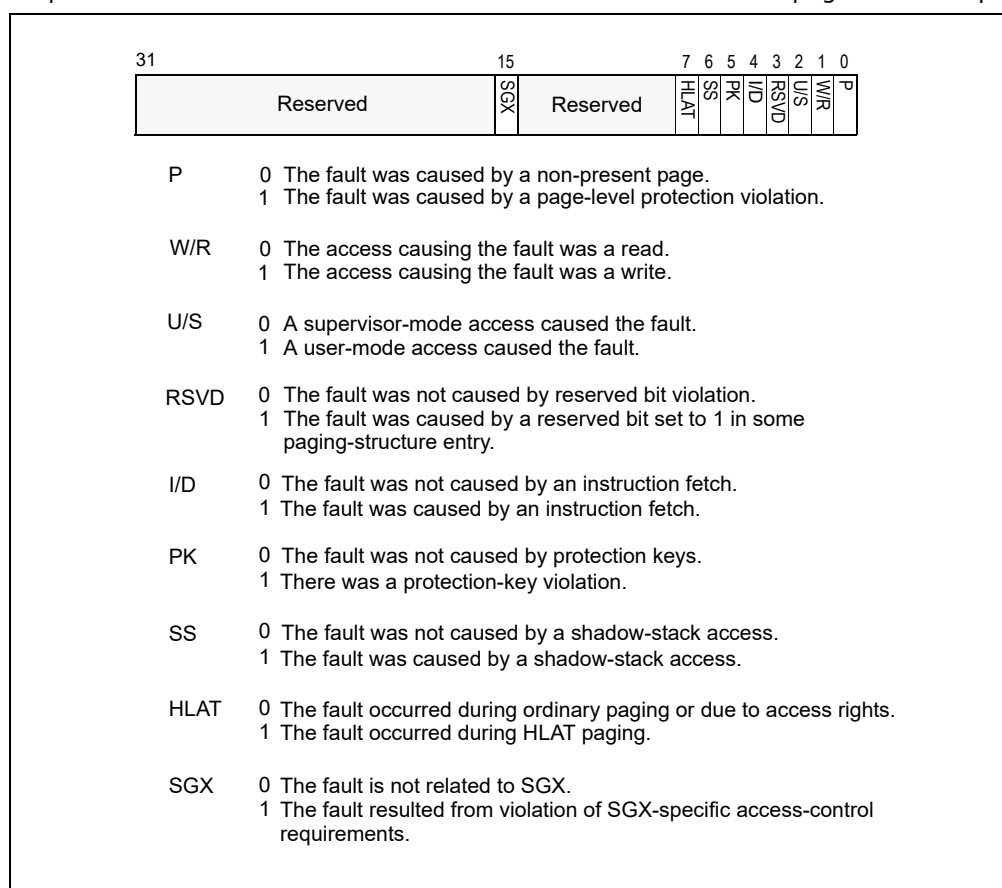 31 15 7 6 5 4 3 2 1 0
Reserved SGX Reserved HLAT SS PK I/D RSVD U/S W/R P
P 0 The fault was caused by a non-present page.
1 The fault was caused by a page-level protection violation.
W/R 0 The access causing the fault was a read.
1 The access causing the fault was a write.
U/S 0 A supervisor-mode access caused the fault.
1 A user-mode access caused the fault.
RSVD 0 The fault was not caused by reserved bit violation.
1 The fault was caused by a reserved bit set to 1 in some
paging-structure entry.
I/D 0 The fault was not caused by an instruction fetch.
1 The fault was caused by an instruction fetch.
PK 0 The fault was not caused by protection keys.
1 There was a protection-key violation.
SS 0 The fault was not caused by a shadow-stack access.
1 The fault was caused by a shadow-stack access.
HLAT 0 The fault occurred during ordinary paging or due to access rights.
1 The fault occurred during HLAT paging.
SGX 0 The fault is not related to SGX.
1 The fault resulted from violation of SGX-specific access-control
requirements.